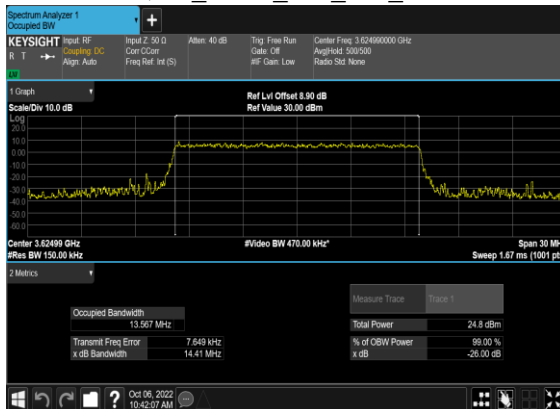 Spectrum Analyzer 1
Occupied BW
+
KEYSIGHT Input: RF Input Z: 50 Ω Atten: 40 dB Trig: Free Run Center Freq: 3.624990000 GHz
R T Coupling: DC Corr CCorr Gate: Off Avg|Hold: 500/500
Align: Auto Freq Ref: Int (S) #IF Gain: Low Radio Std: None
1 Graph
Ref Lvl Offset 8.90 dB
Scale/Div 10.0 dB Ref Value 30.00 dBm
Log
20.0
10.0
0.00
-10.0
-20.0
-30.0
-40.0
-50.0
-60.0
Center 3.62499 GHz #Video BW 470.00 kHz* Span 30 MH
#Res BW 150.00 kHz Sweep 1.67 ms (1001 pt
2 Metrics
Measure Trace Trace 1
Occupied Bandwidth
13.567 MHz Total Power 24.8 dBm
Transmit Freq Error 7.649 kHz % of OBW Power 99.00 %
x dB Bandwidth 14.41 MHz x dB -26.00 dB
? Oct 06, 2022
10:42:07 AM